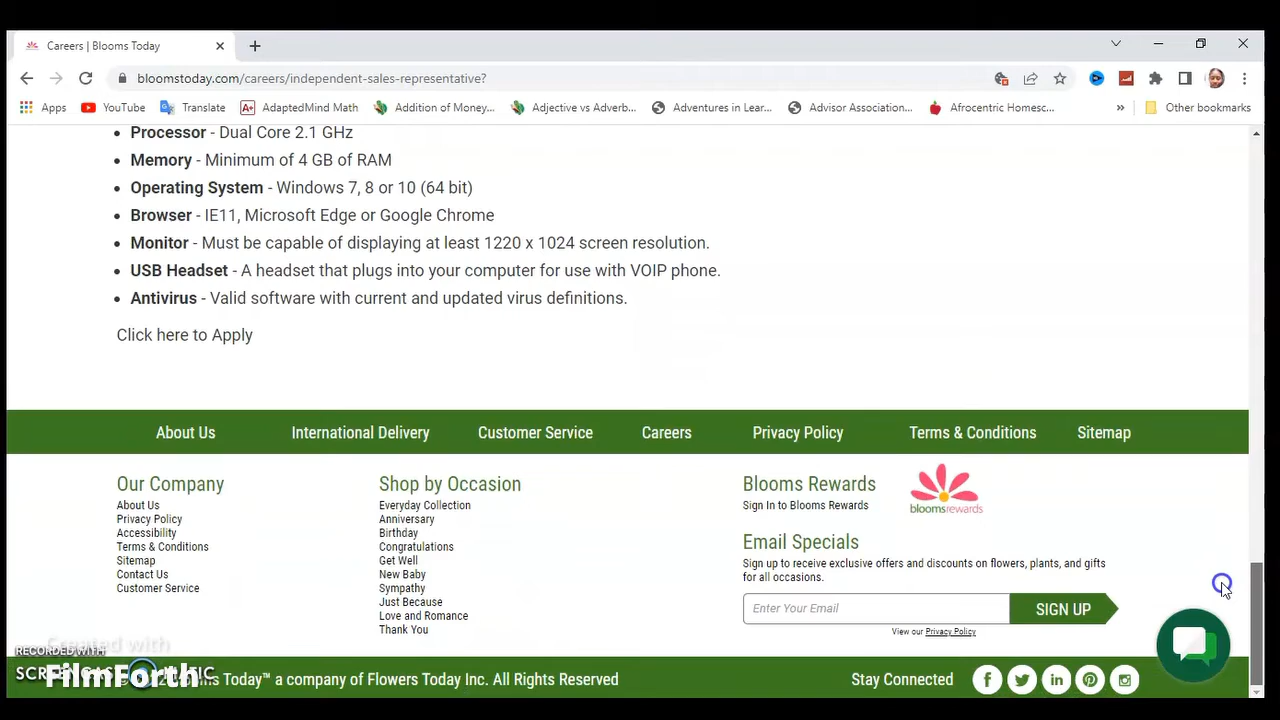 Careers | Blooms Today
bloomstoday.com/careers/independent-sales-representative?
Apps YouTube Translate AdaptedMind Math Addition of Money... Adjective vs Adverb... Adventures in Lear... Advisor Association... Afrocentric Homesc... » Other bookmarks
• Processor - Dual Core 2.1 GHz
• Memory - Minimum of 4 GB of RAM
• Operating System - Windows 7, 8 or 10 (64 bit)
• Browser - IE11, Microsoft Edge or Google Chrome
• Monitor - Must be capable of displaying at least 1220 x 1024 screen resolution.
• USB Headset - A headset that plugs into your computer for use with VOIP phone.
• Antivirus - Valid software with current and updated virus definitions.
Click here to Apply
About Us International Delivery Customer Service Careers Privacy Policy Terms & Conditions Sitemap
Our Company
About Us
Privacy Policy
Accessibility
Terms & Conditions
Sitemap
Contact Us
Customer Service
Shop by Occasion
Everyday Collection
Anniversary
Birthday
Congratulations
Get Well
New Baby
Sympathy
Just Because
Love and Romance
Thank You
Blooms Rewards
Sign In to Blooms Rewards
bloomsrewards
Email Specials
Sign up to receive exclusive offers and discounts on flowers, plants, and gifts
for all occasions.
Enter Your Email SIGN UP
View our Privacy Policy
Created with
RECORDED WITH
FilmForth
Today™ a company of Flowers Today Inc. All Rights Reserved
Stay Connected